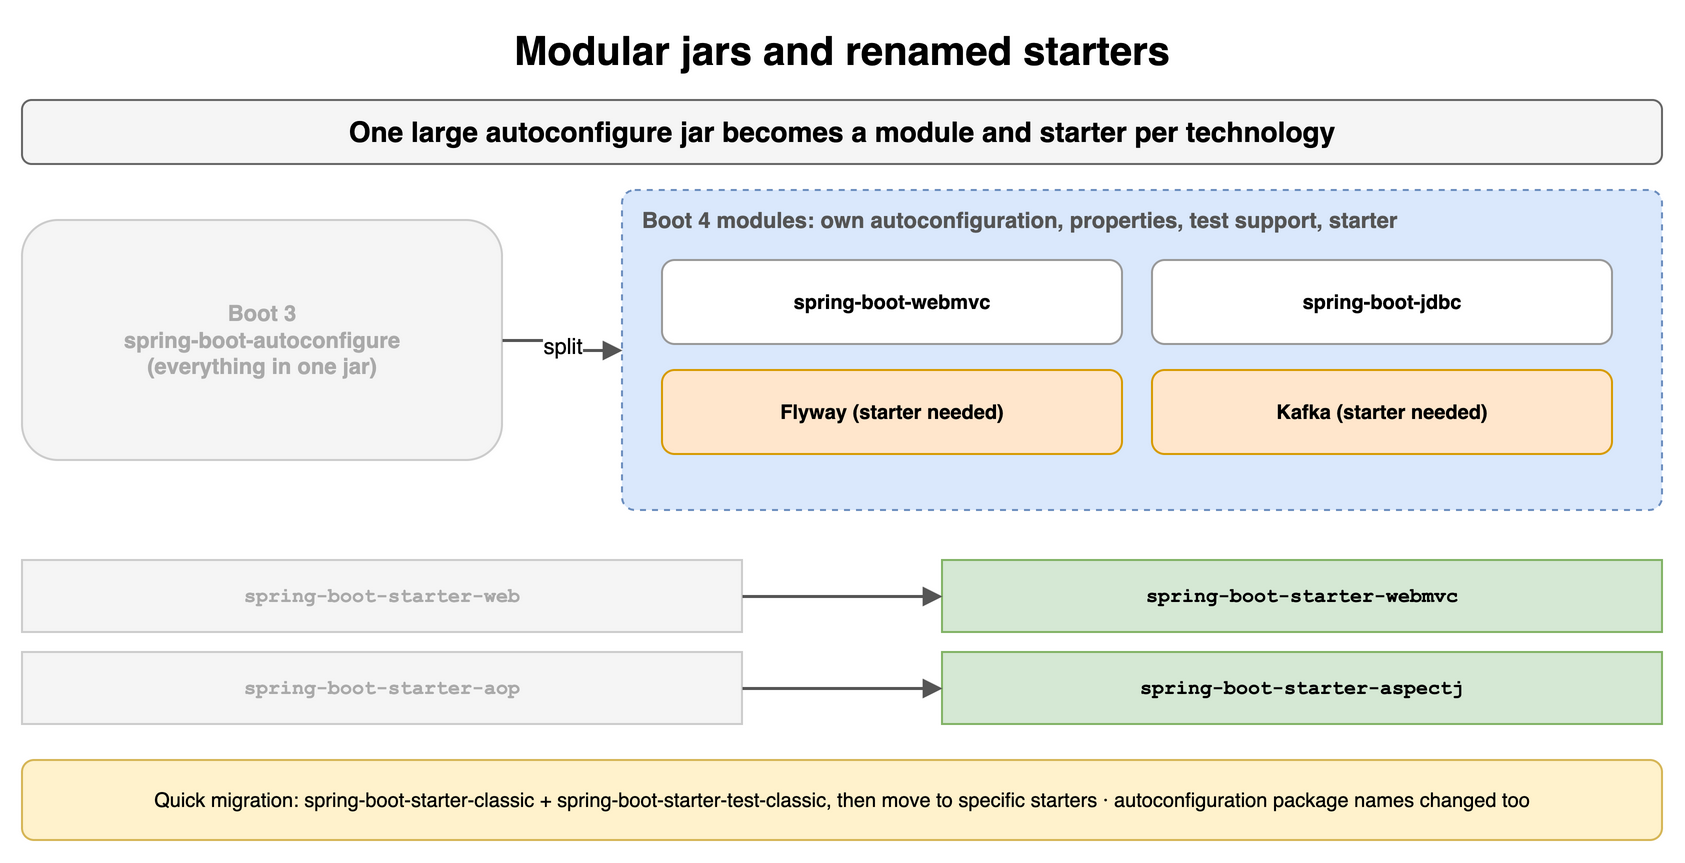 Modular jars and renamed starters
One large autoconfigure jar becomes a module and starter per technology
Boot 3
spring-boot-autoconfigure
(everything in one jar)
split
Boot 4 modules: own autoconfiguration, properties, test support, starter
spring-boot-webmvc
spring-boot-jdbc
Flyway (starter needed)
Kafka (starter needed)
spring-boot-starter-web
spring-boot-starter-webmvc
spring-boot-starter-aop
spring-boot-starter-aspectj
Quick migration: spring-boot-starter-classic + spring-boot-starter-test-classic, then move to specific starters · autoconfiguration package names changed too